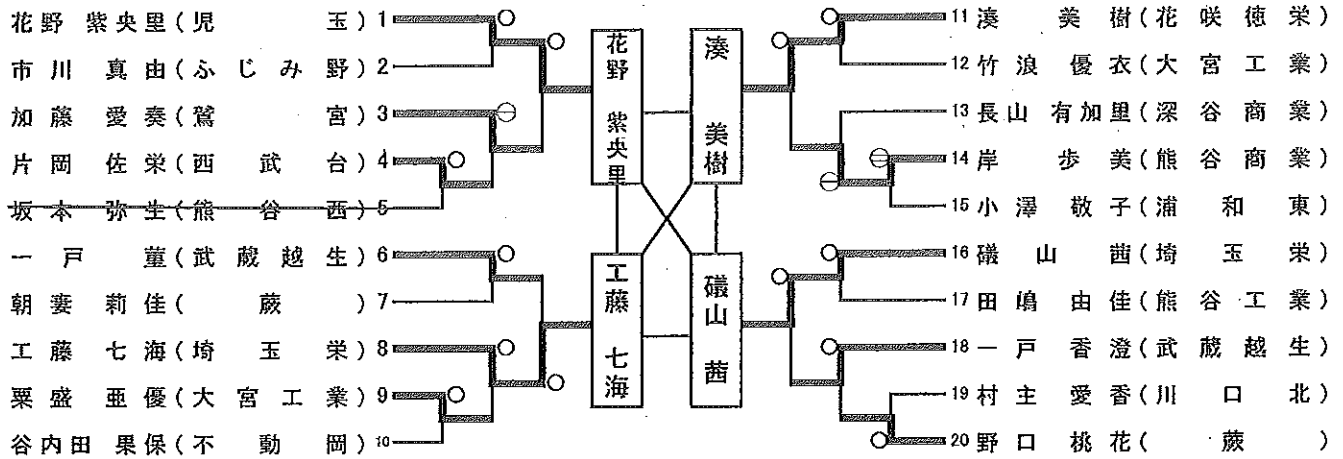 花野 紫央里(児玉) 1
市川 真由(ふじみ野) 2
加藤 愛奏(鷲宮) 3
片岡 佐栄(西武台) 4
坂本 弥生(熊谷西) 5
一戸 菫(武蔵越生) 6
朝妻 莉佳(蕨) 7
工藤 七海(埼玉栄) 8
粟盛 亜優(大宮工業) 9
谷内田 果保(不動岡) 10
花野 紫央里
工藤 七海
湊 美樹
礒山 茜
11 湊 美樹(花咲徳栄)
12 竹浪 優衣(大宮工業)
13 長山 有加里(深谷商業)
14 岸 歩美(熊谷商業)
15 小澤 敬子(浦和東)
16 礒山 茜(埼玉栄)
17 田嶋 由佳(熊谷工業)
18 一戸 香澄(武蔵越生)
19 村主 愛香(川口北)
20 野口 桃花(蕨)